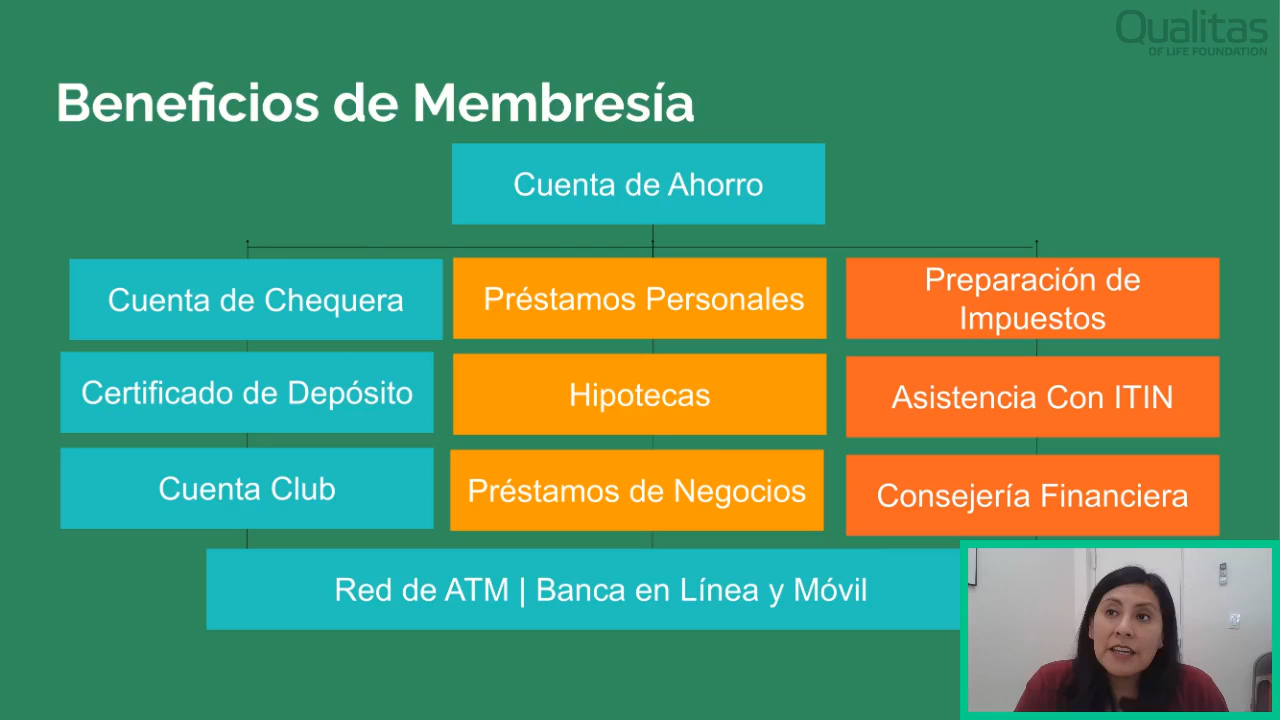 Qualitas
OF LIFE FOUNDATION
Beneficios de Membresía
Cuenta de Ahorro
Cuenta de Chequera
Préstamos Personales
Preparación de
Impuestos
Certificado de Depósito
Hipotecas
Asistencia Con ITIN
Cuenta Club
Préstamos de Negocios
Consejería Financiera
Red de ATM | Banca en Línea y Móvil